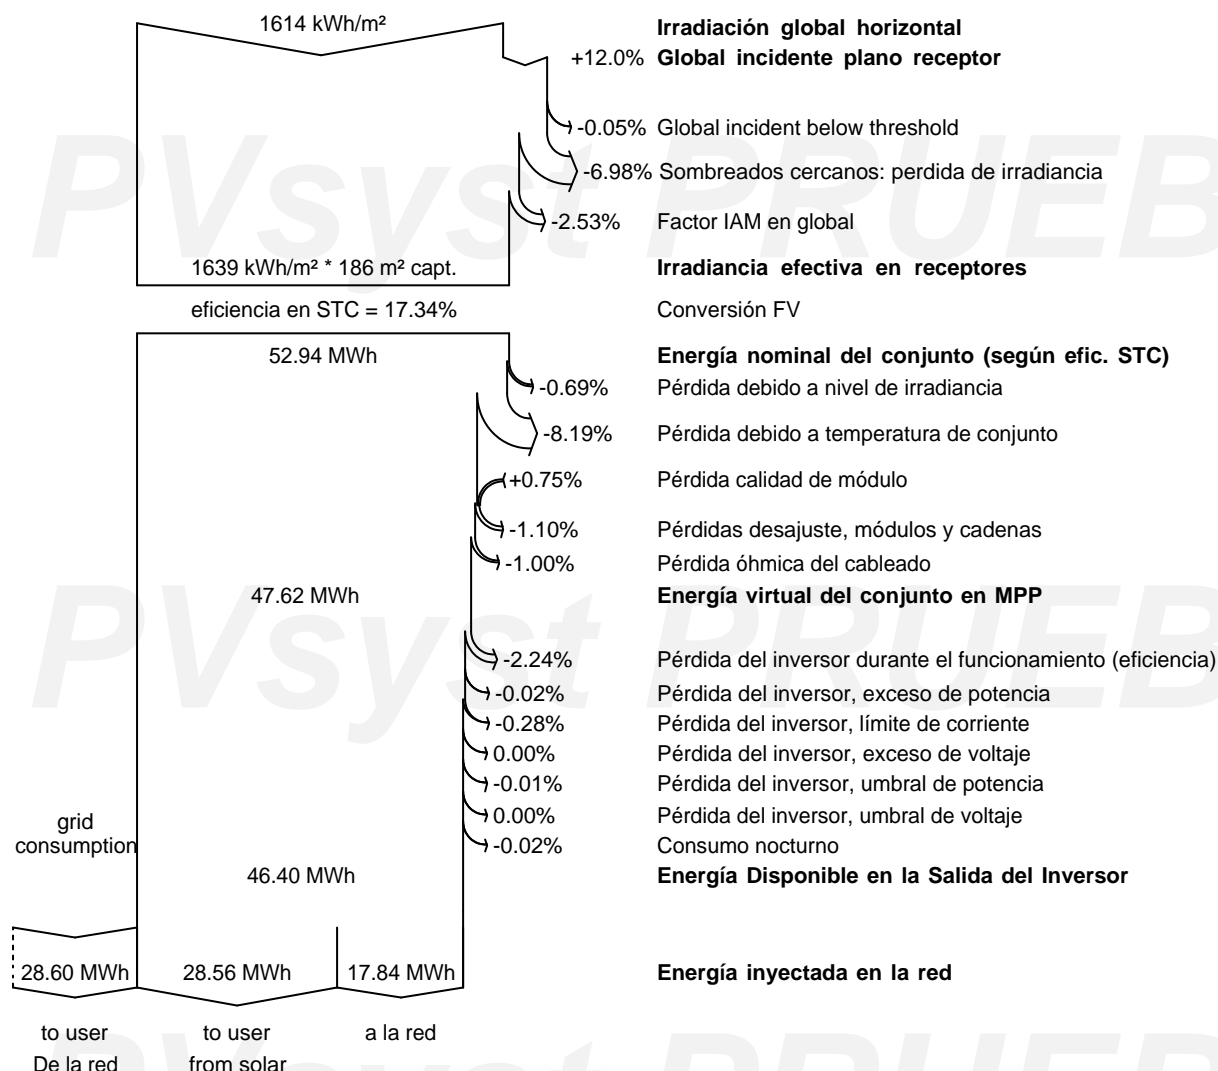 1614 kWh/m² Irradiación global horizontal
+12.0% Global incidente plano receptor
-0.05% Global incident below threshold
-6.98% Sombreados cercanos: perdida de irradiancia
-2.53% Factor IAM en global
1639 kWh/m² * 186 m² capt. Irradiancia efectiva en receptores
eficiencia en STC = 17.34% Conversión FV
52.94 MWh Energía nominal del conjunto (según efic. STC)
-0.69% Pérdida debido a nivel de irradiancia
-8.19% Pérdida debido a temperatura de conjunto
+0.75% Pérdida calidad de módulo
-1.10% Pérdidas desajuste, módulos y cadenas
-1.00% Pérdida óhmica del cableado
47.62 MWh Energía virtual del conjunto en MPP
-2.24% Pérdida del inversor durante el funcionamiento (eficiencia)
-0.02% Pérdida del inversor, exceso de potencia
-0.28% Pérdida del inversor, límite de corriente
0.00% Pérdida del inversor, exceso de voltaje
-0.01% Pérdida del inversor, umbral de potencia
0.00% Pérdida del inversor, umbral de voltaje
grid
consumption
-0.02% Consumo nocturno
46.40 MWh Energía Disponible en la Salida del Inversor
28.60 MWh 28.56 MWh 17.84 MWh Energía inyectada en la red
to user to user a la red
De la red from solar
PVsyst PRUEB
PVsyst PRUEB
PVsyst PRUEB